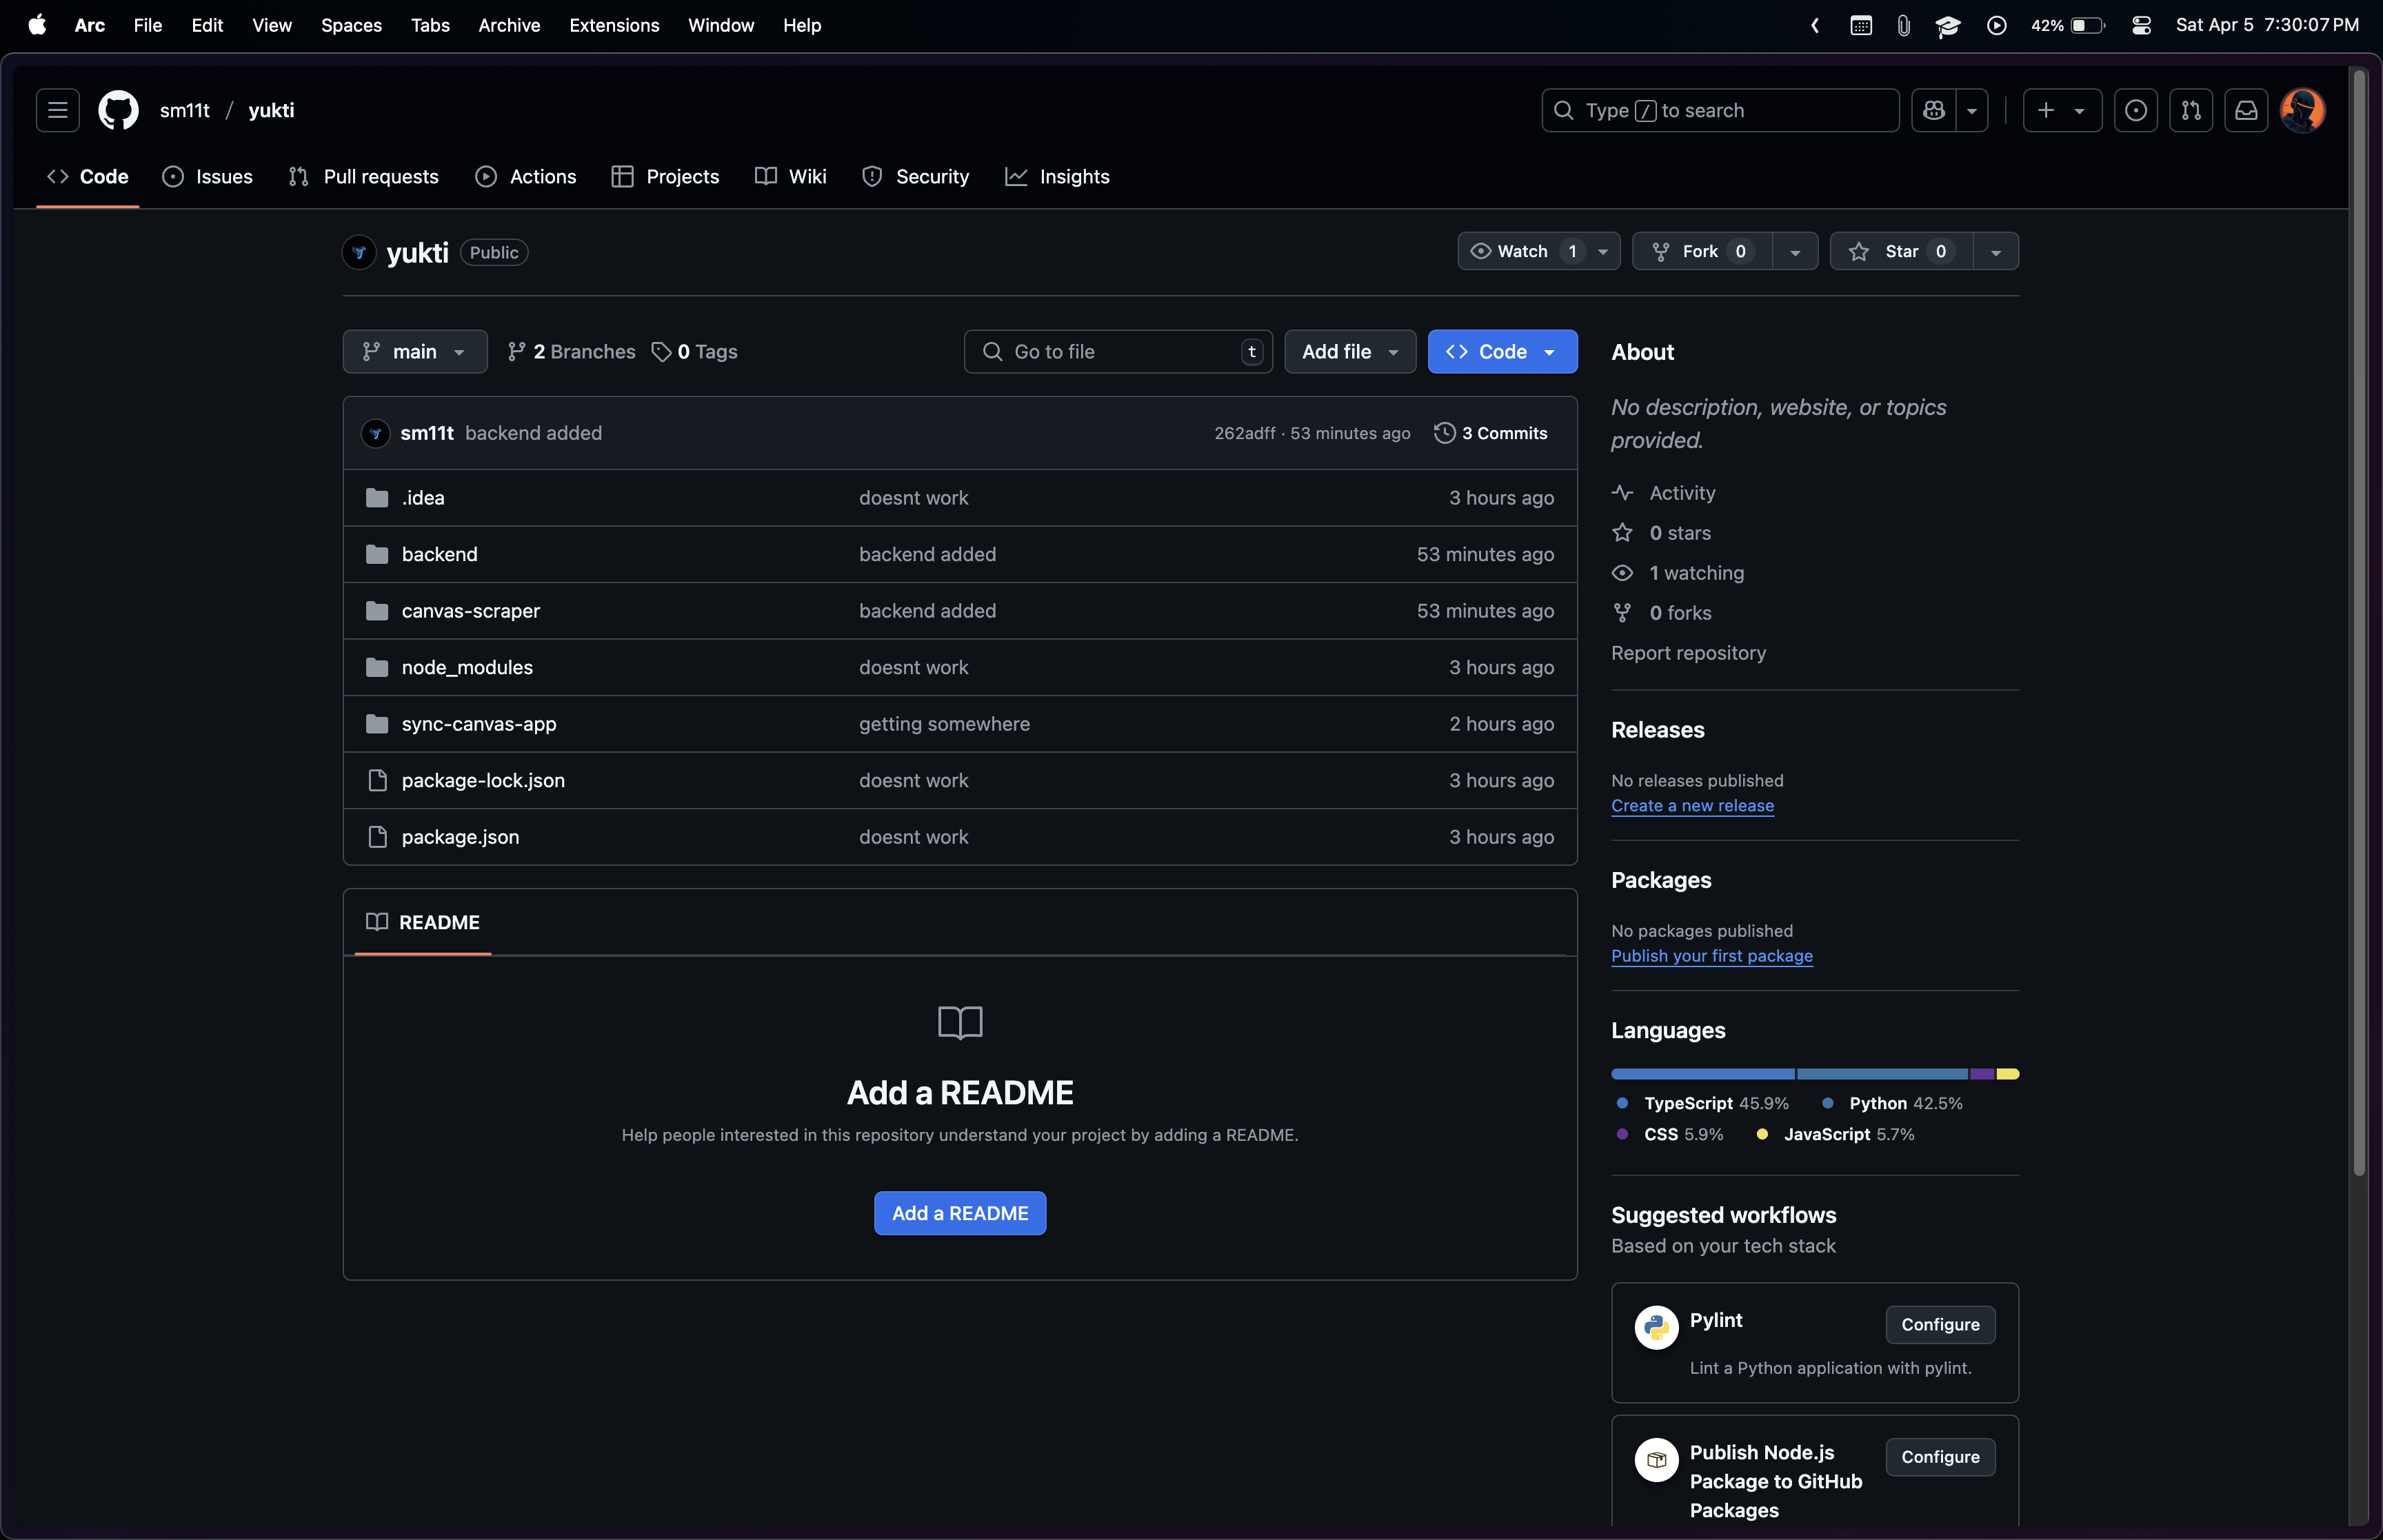 Arc File Edit View Spaces Tabs Archive Extensions Window Help 42% Sat Apr 5 7:30:07 PM
sm11t / yukti Type / to search
Code Issues Pull requests Actions Projects Wiki Security Insights
yukti Public Watch 1 Fork 0 Star 0
main 2 Branches 0 Tags Go to file t Add file Code
sm11t backend added 262adff · 53 minutes ago 3 Commits
.idea doesnt work 3 hours ago
backend backend added 53 minutes ago
canvas-scraper backend added 53 minutes ago
node_modules doesnt work 3 hours ago
sync-canvas-app getting somewhere 2 hours ago
package-lock.json doesnt work 3 hours ago
package.json doesnt work 3 hours ago
README
Add a README
Help people interested in this repository understand your project by adding a README.
Add a README
About
No description, website, or topics
provided.
Activity
0 stars
1 watching
0 forks
Report repository
Releases
No releases published
Create a new release
Packages
No packages published
Publish your first package
Languages
TypeScript 45.9% Python 42.5%
CSS 5.9% JavaScript 5.7%
Suggested workflows
Based on your tech stack
Pylint Configure
Lint a Python application with pylint.
Publish Node.js Configure
Package to GitHub
Packages